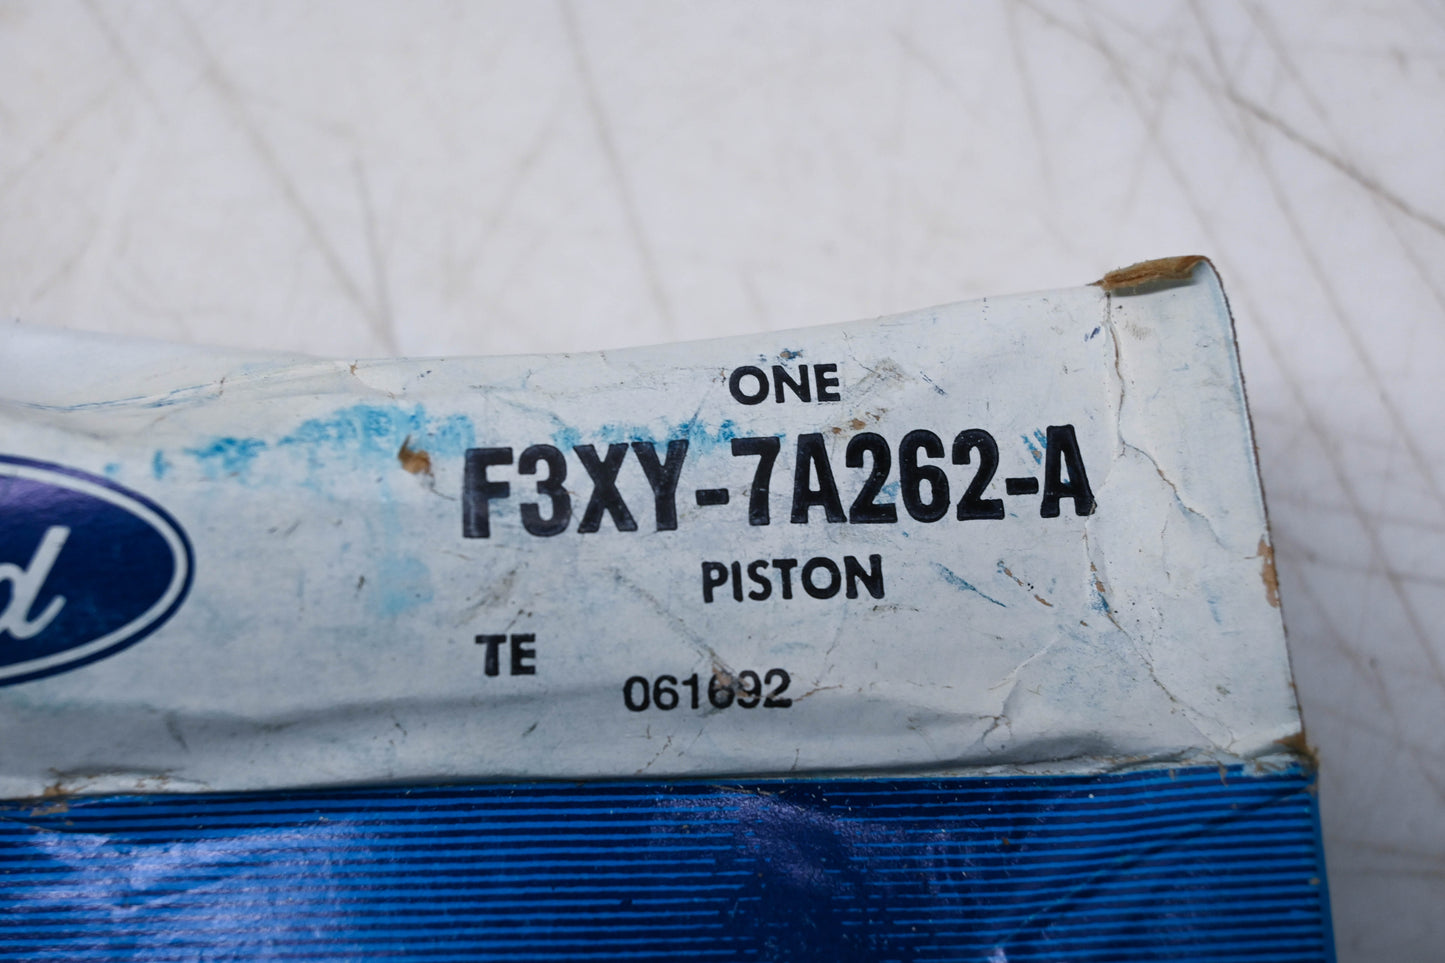 ONE
F3XY-7A262-A
PISTON
TE
061692